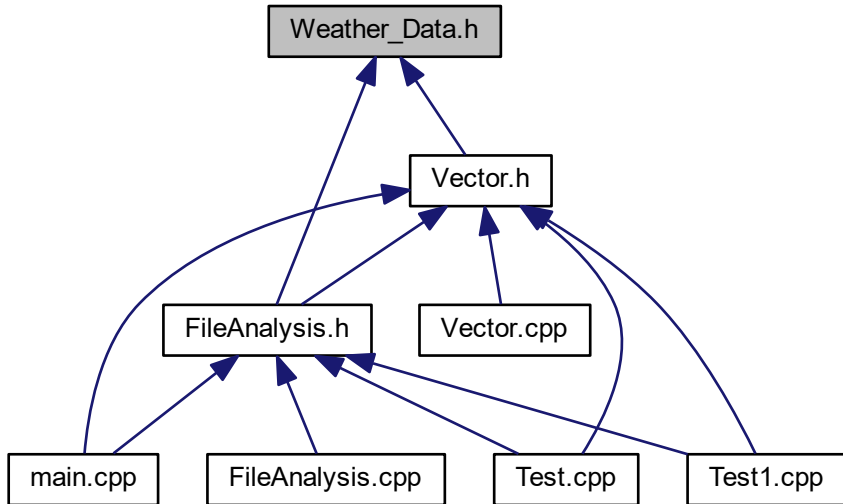 Weather_Data.h
Vector.h
FileAnalysis.h
Vector.cpp
main.cpp
FileAnalysis.cpp
Test.cpp
Test1.cpp